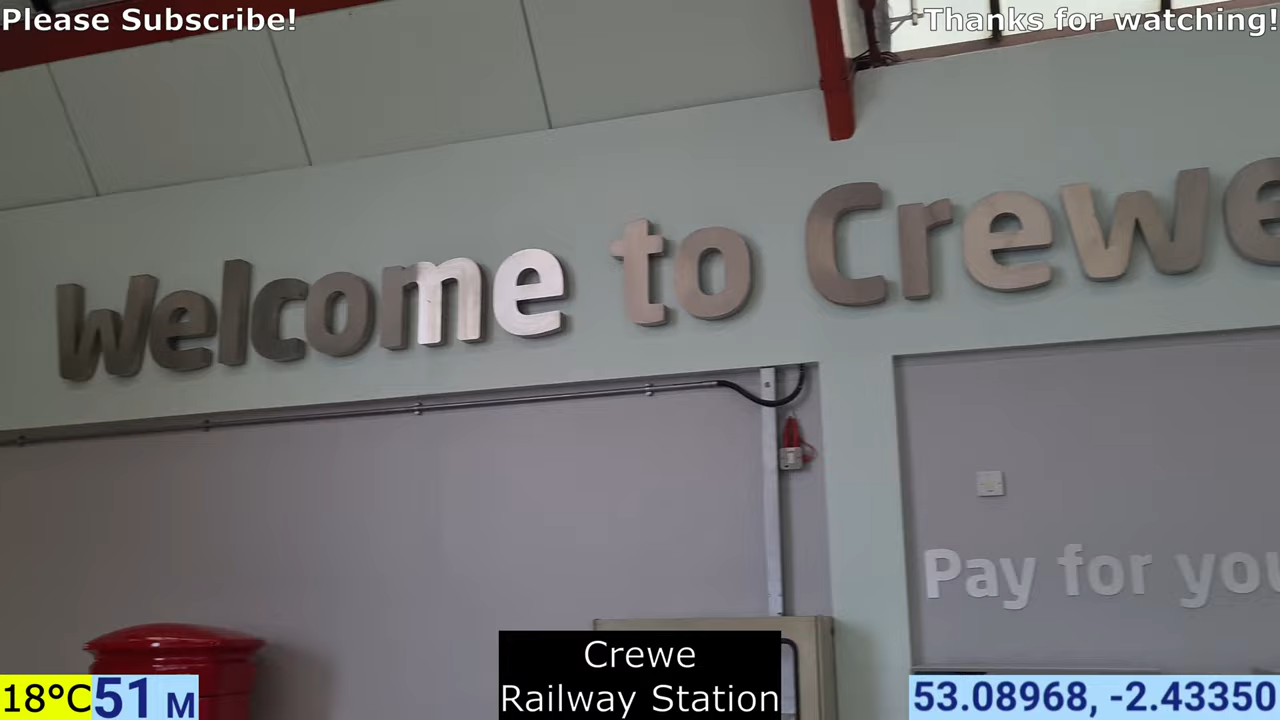 Please Subscribe!
Thanks for watching!
Welcome to Crewe
Pay for you
Crewe
Railway Station
18°C 51 M
53.08968, -2.43350